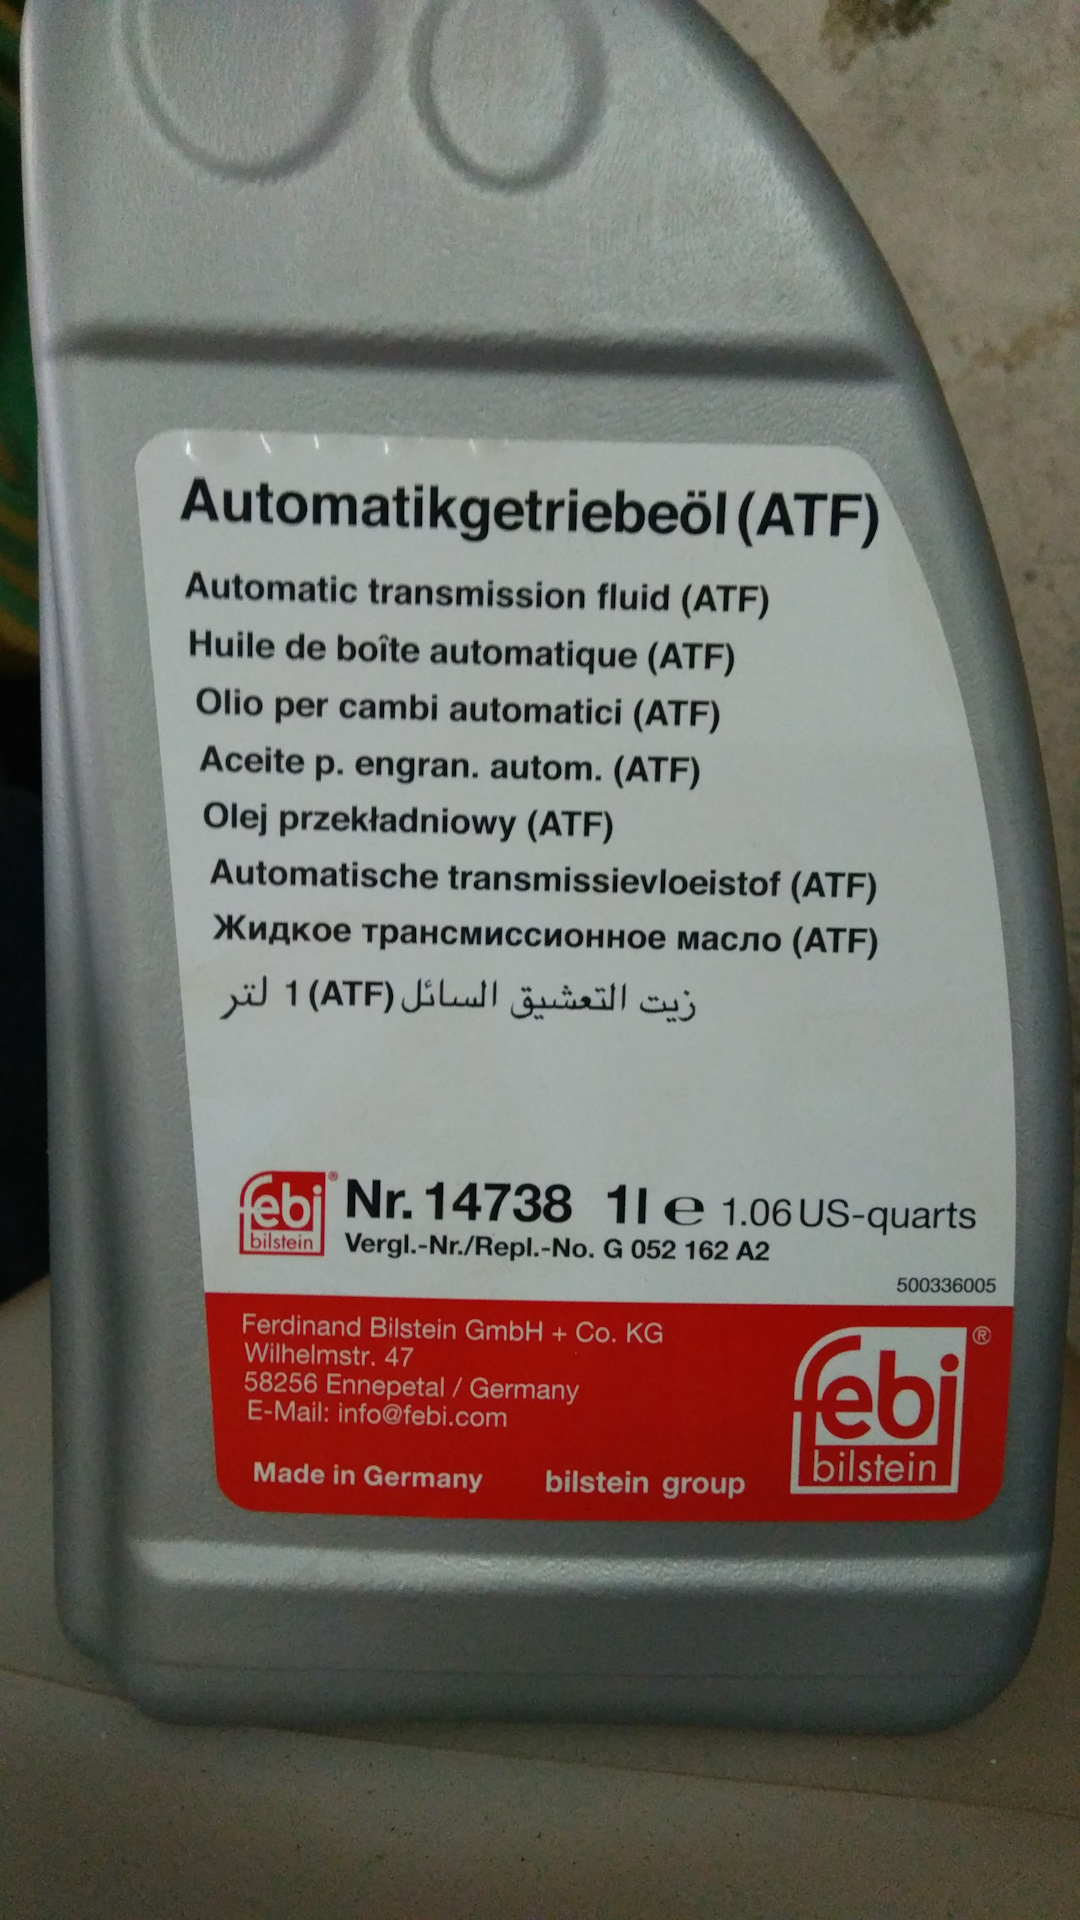 Automatikgetriebeöl (ATF)
Automatic transmission fluid (ATF)
Huile de boîte automatique (ATF)
Olio per cambi automatici (ATF)
Aceite p. engran. autom. (ATF)
Olej przekładniowy (ATF)
Automatische transmissievloeistof (ATF)
Жидкое трансмиссионное масло (ATF)
زيت التعشيق السائل (ATF) 1 لتر
febi® Nr. 14738 1l ℮ 1.06 US-quarts
bilstein Vergl.-Nr./Repl.-No. G 052 162 A2
500336005
Ferdinand Bilstein GmbH + Co. KG
Wilhelmstr. 47
58256 Ennepetal / Germany
E-Mail: info@febi.com
Made in Germany bilstein group
febi®
bilstein